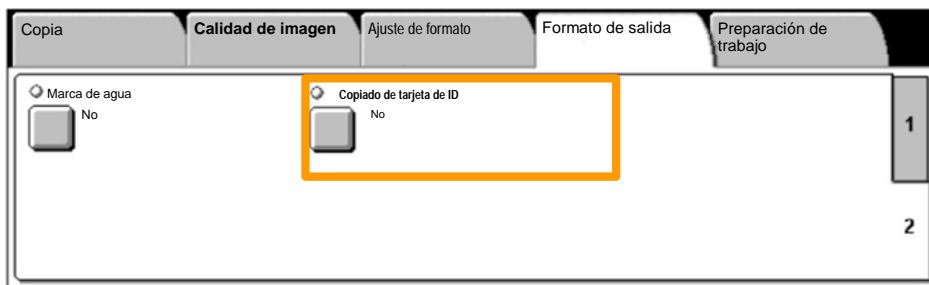 Copia
Calidad de imagen
Ajuste de formato
Formato de salida
Preparación de
trabajo
Marca de agua
No
Copiado de tarjeta de ID
No
1
2